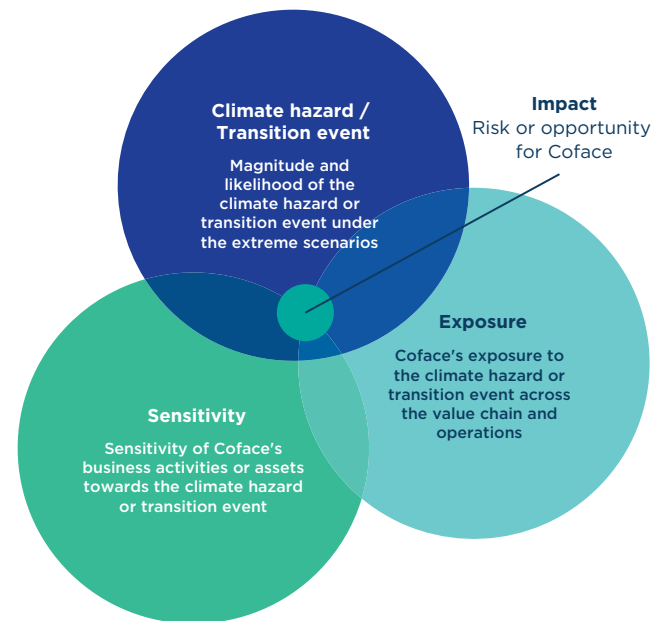 Climate hazard /
Transition event
Magnitude and
likelihood of the
climate hazard or
transition event under
the extreme scenarios
Impact
Risk or opportunity
for Coface
Exposure
Coface's exposure to
the climate hazard or
transition event across
the value chain and
operations
Sensitivity
Sensitivity of Coface's
business activities or assets
towards the climate hazard
or transition event